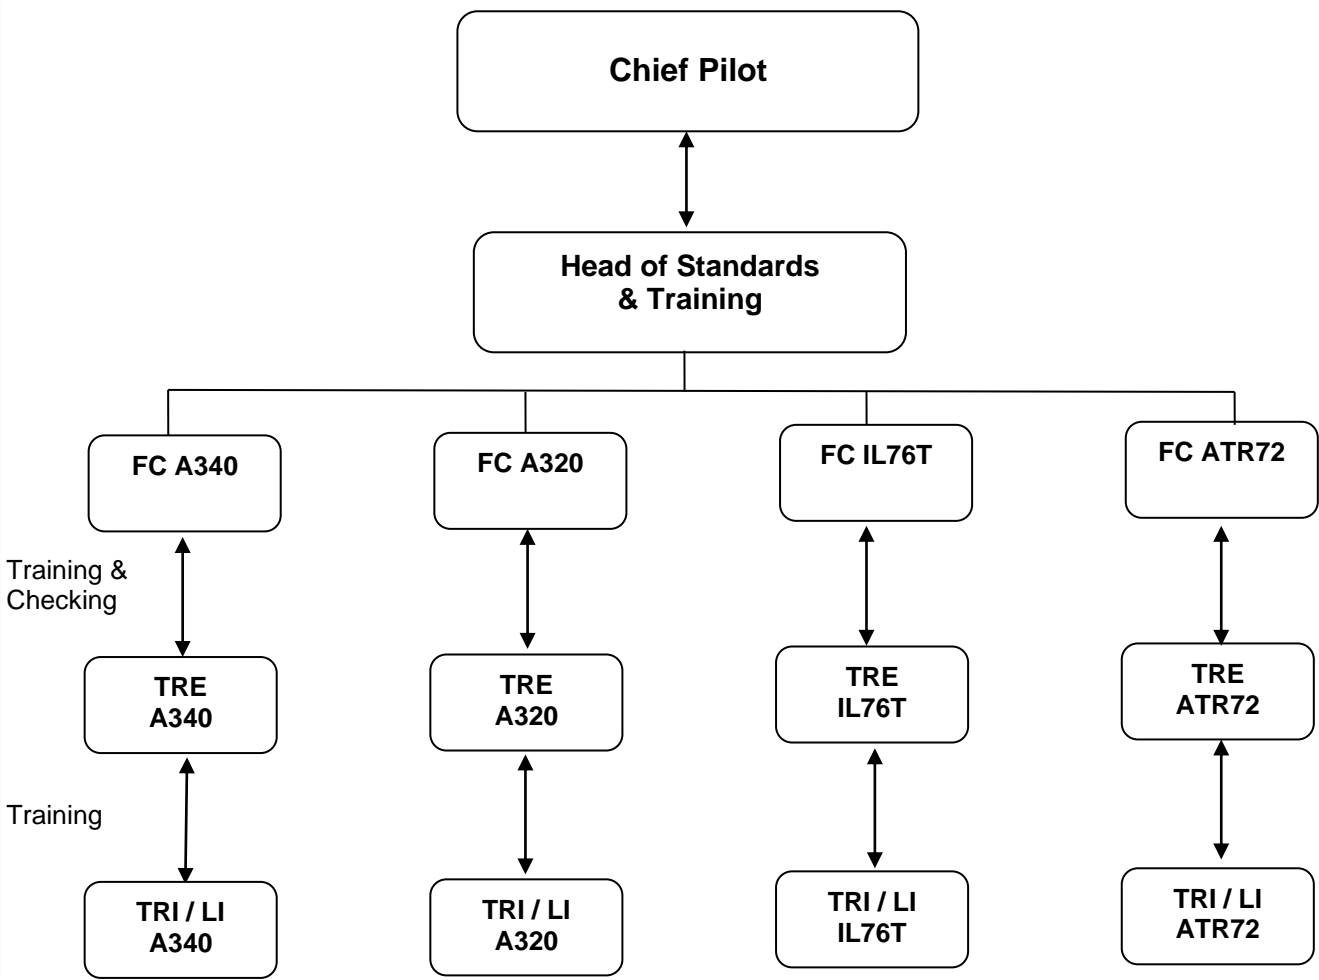 Chief Pilot
Head of Standards
& Training
FC A340
FC A320
FC IL76T
FC ATR72
Training &
Checking
TRE
A340
TRE
A320
TRE
IL76T
TRE
ATR72
Training
TRI / LI
A340
TRI / LI
A320
TRI / LI
IL76T
TRI / LI
ATR72